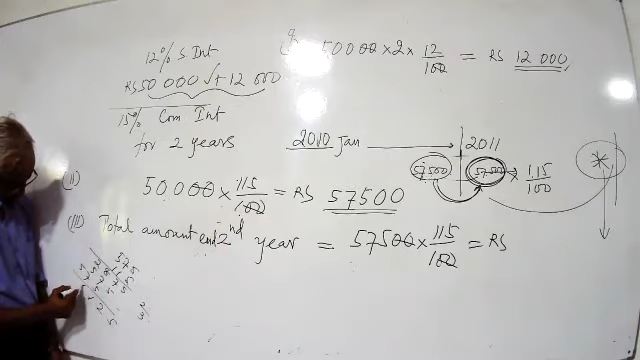 12% S Int
Rs 50 000 + 12 000
15% Com Int
for 2 years
50000 × 2 × 12/100 = Rs 12 000
2010 Jan
2011
57500
57500 × 115/100
(II) 50.000 × 115/100 = Rs 57500
(III) Total amount end 2nd year = 57500 × 115/100 = Rs
575